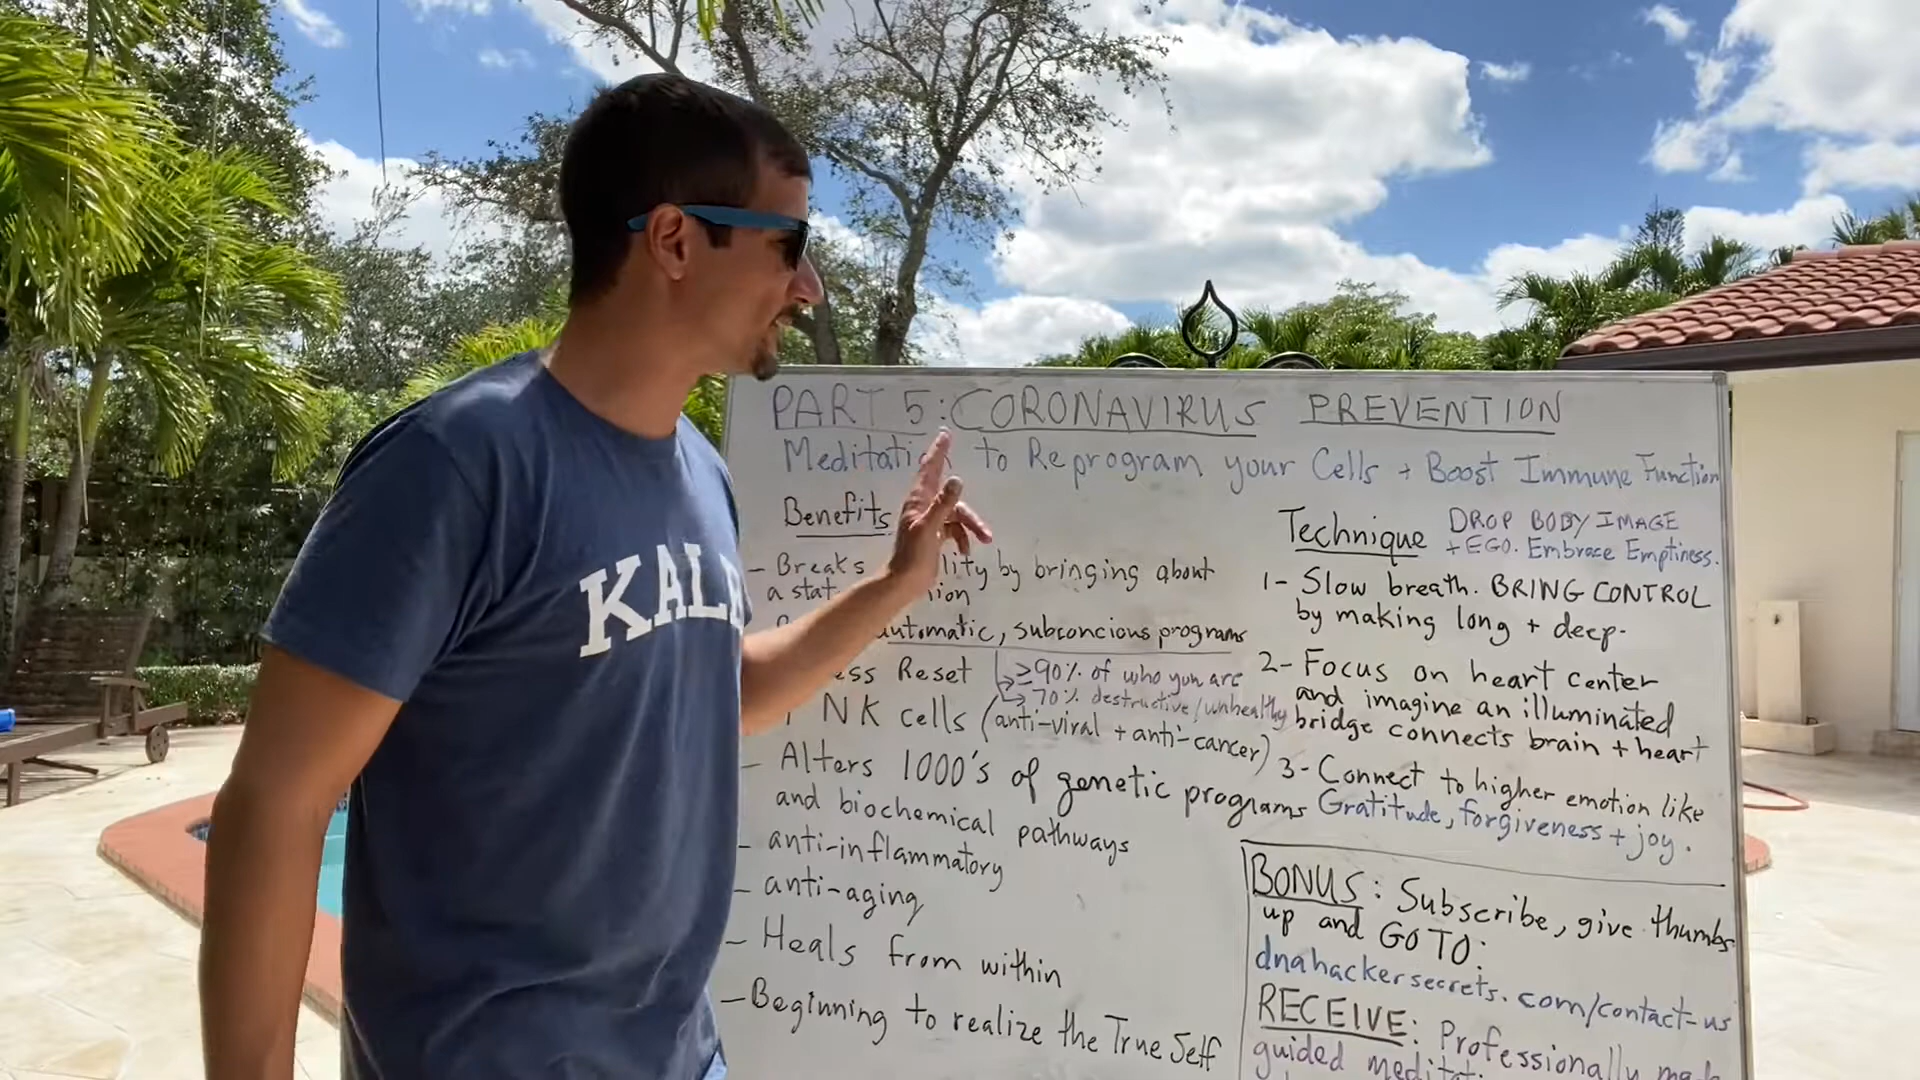 PART 5: CORONAVIRUS PREVENTION
Meditati to Reprogram your Cells + Boost Immune Function
Benefits
- Breaks lity by bringing about
a stat ion
automatic, subconcious programs
ess Reset ≥90% of who you are
70% destructive/unhealthy
NK cells (anti-viral + anti-cancer)
- Alters 1000's of genetic programs
and biochemical pathways
- anti-inflammatory
- anti-aging
- Heals from within
- Beginning to realize the True Self
Technique DROP BODY IMAGE
+ EGO. Embrace Emptiness.
1- Slow breath. BRING CONTROL
by making long + deep.
2- Focus on heart center
and imagine an illuminated
bridge connects brain + heart
3- Connect to higher emotion like
Gratitude, forgiveness + joy.
BONUS: Subscribe, give thumbs
up and GO TO:
dnahackersecrets.com/contact-us
RECEIVE: Professionally made
guided meditat
KALE